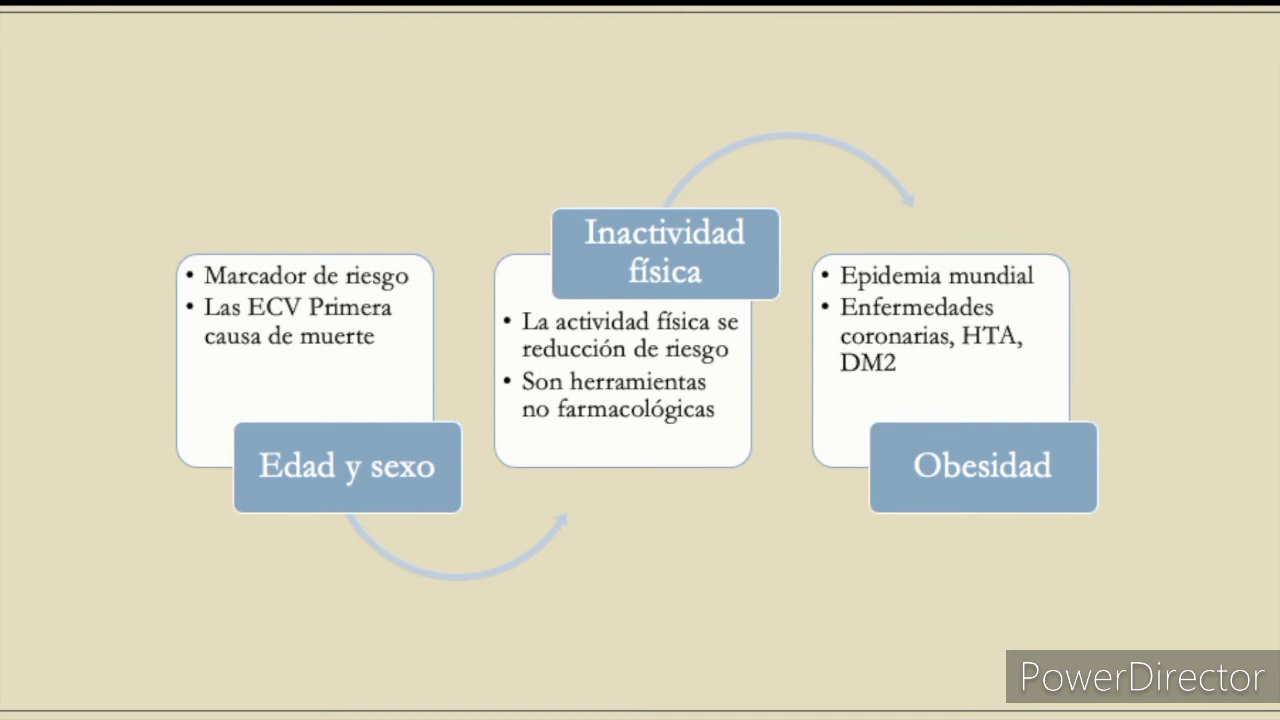 • Marcador de riesgo
• Las ECV Primera
causa de muerte
Edad y sexo
Inactividad
física
• La actividad física se
reducción de riesgo
• Son herramientas
no farmacológicas
• Epidemia mundial
• Enfermedades
coronarias, HTA,
DM2
Obesidad
PowerDirector